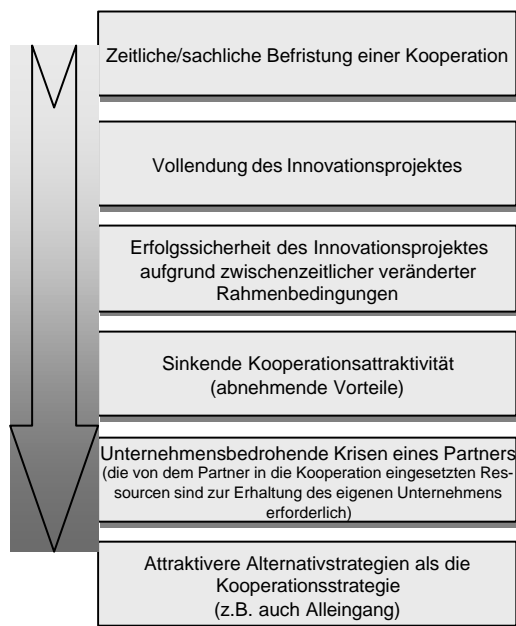 Zeitliche/sachliche Befristung einer Kooperation
Vollendung des Innovationsprojektes
Erfolgssicherheit des Innovationsprojektes
aufgrund zwischenzeitlicher veränderter
Rahmenbedingungen
Sinkende Kooperationsattraktivität
(abnehmende Vorteile)
Unternehmensbedrohende Krisen eines Partners
(die von dem Partner in die Kooperation eingesetzten Res-
sourcen sind zur Erhaltung des eigenen Unternehmens
erforderlich)
Attraktivere Alternativstrategien als die
Kooperationsstrategie
(z.B. auch Alleingang)